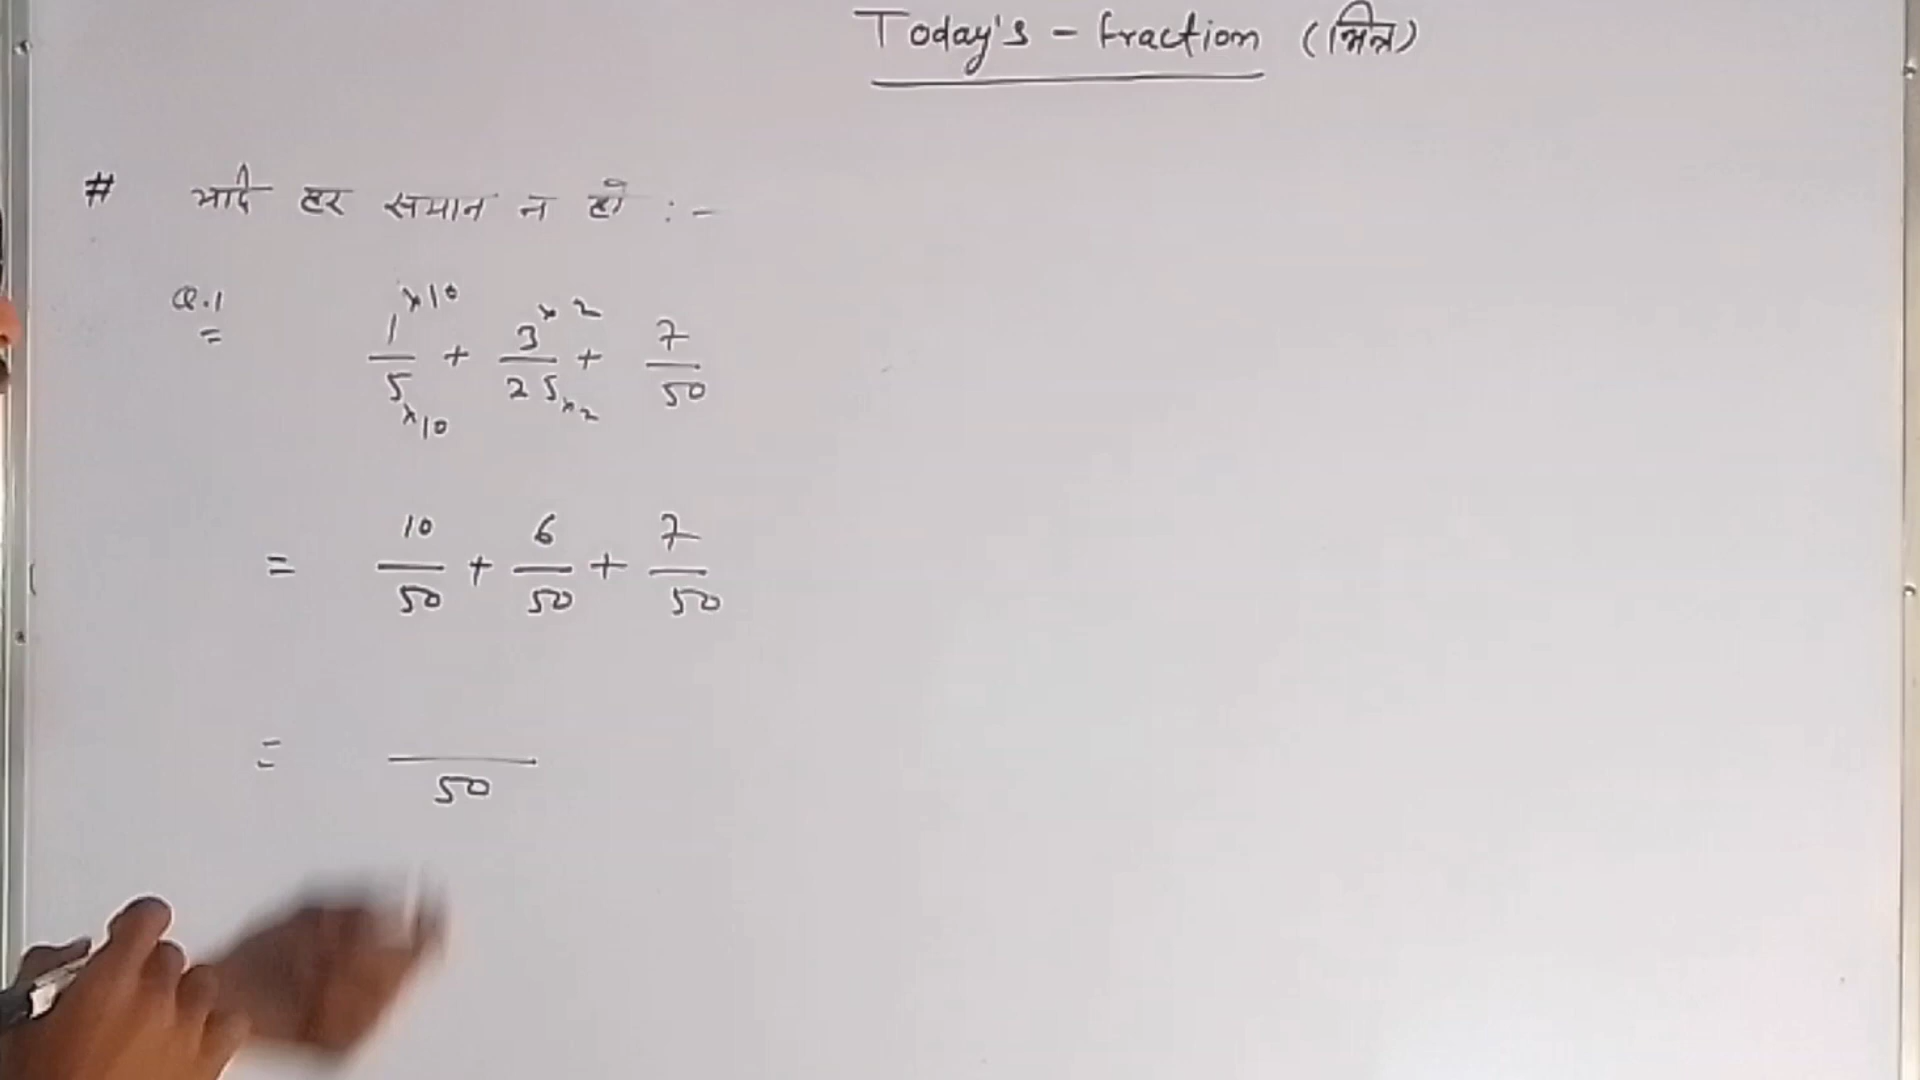 Today's - fraction (भिन्न)
# यदि हर समान न हो :-
Q.1
1×10/5×10 + 3×2/25×2 + 7/50
= 10/50 + 6/50 + 7/50
= /50